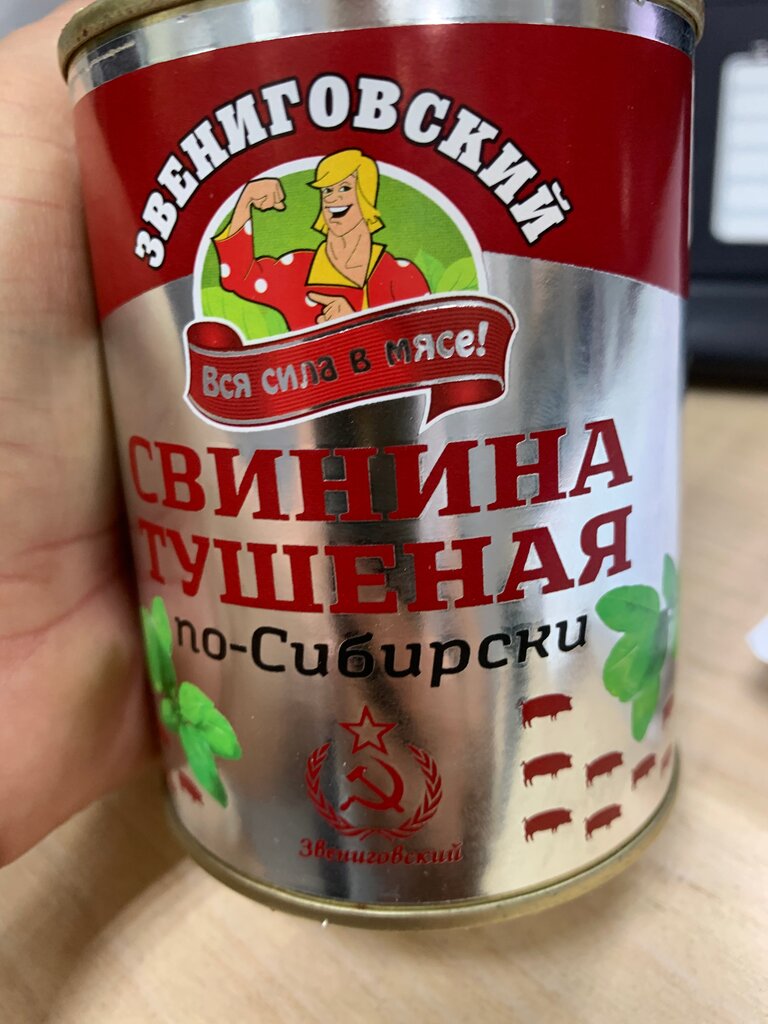 ЗВЕНИГОВСКИЙ
Вся сила в мясе!
СВИНИНА
ТУШЕНАЯ
по-Сибирски
Звениговский